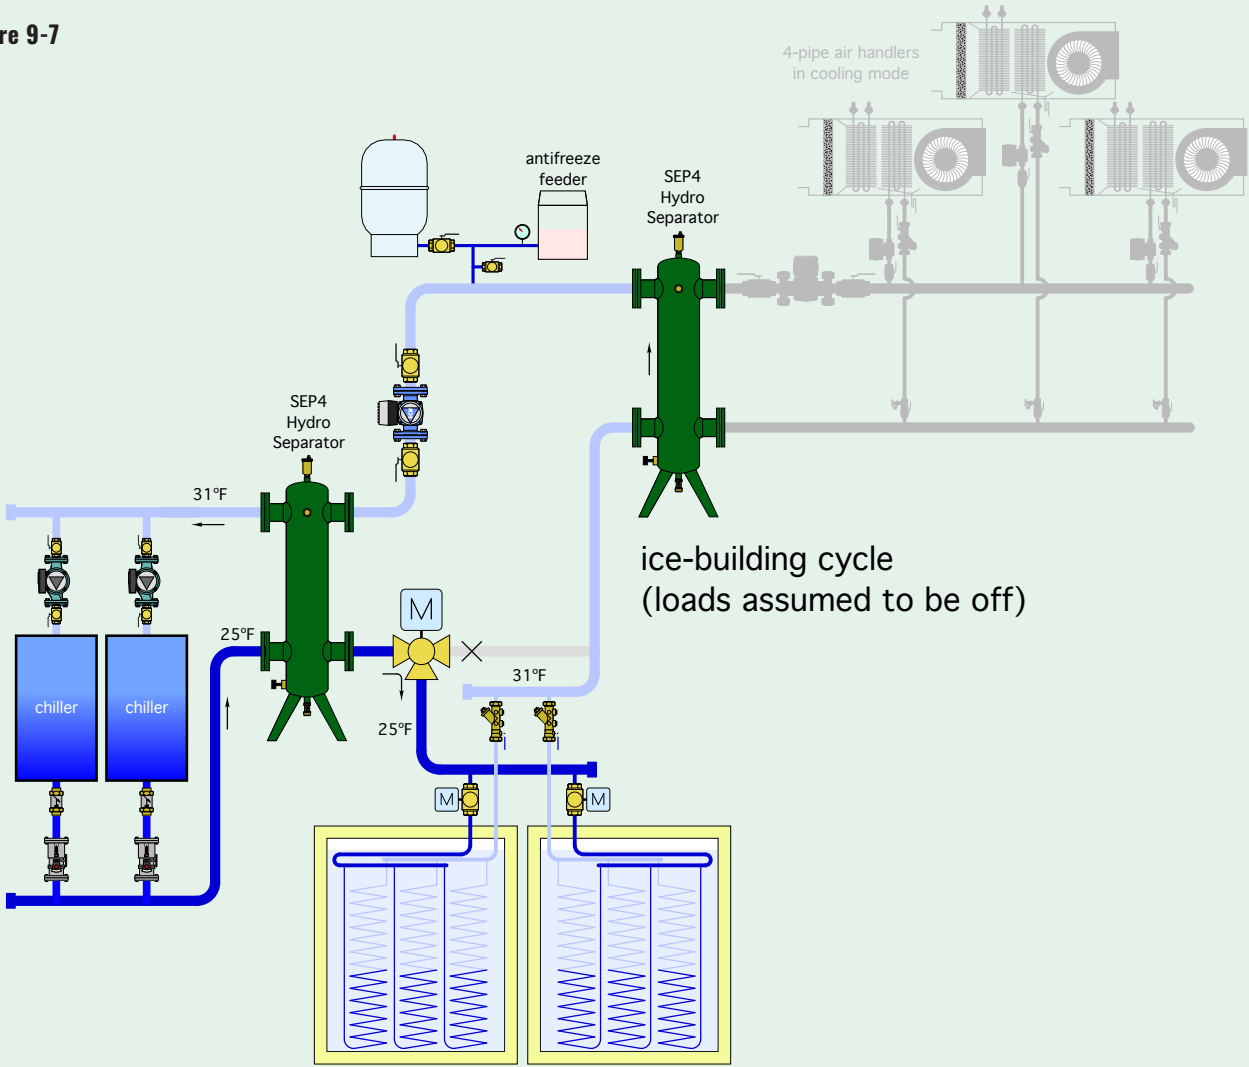 re 9-7
4-pipe air handlers
in cooling mode
antifreeze
feeder
SEP4
Hydro
Separator
SEP4
Hydro
Separator
31ºF
ice-building cycle
(loads assumed to be off)
M
25ºF
31ºF
chiller
chiller
25ºF
M
M